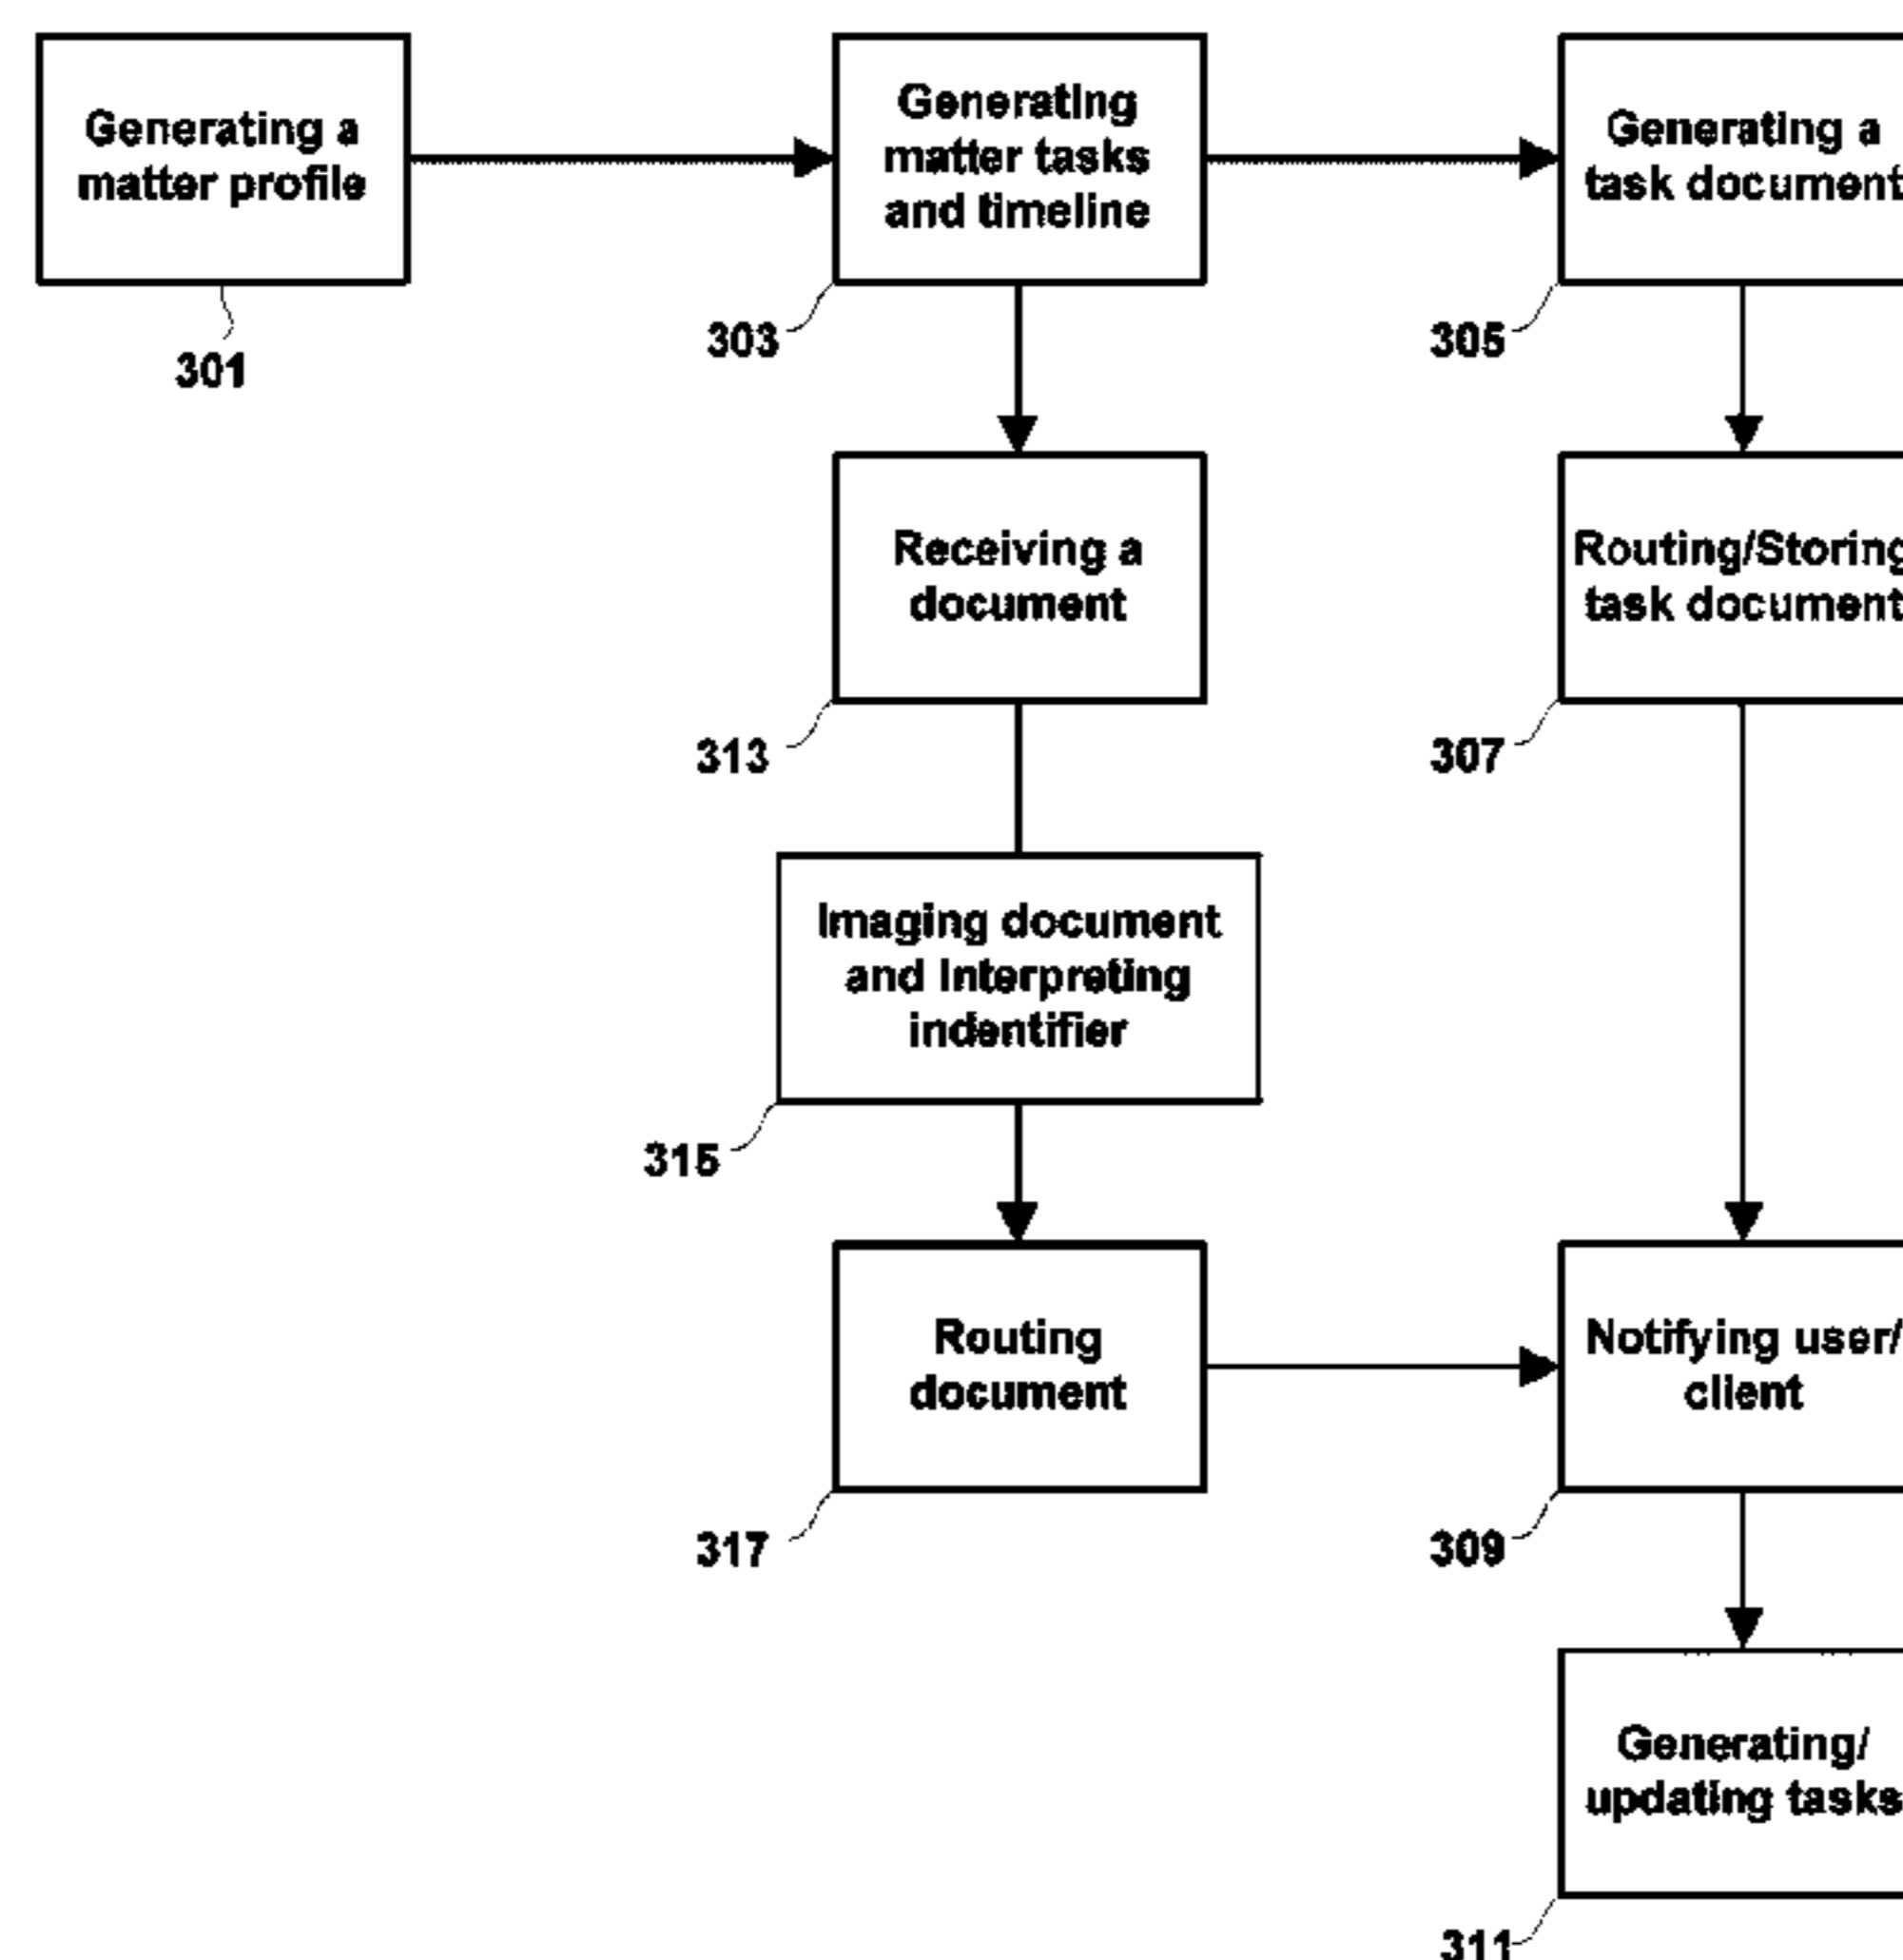 Generating a
matter profile
301
Generating
matter tasks
and timeline
303
Generating a
task document
305
Receiving a
document
313
Routing/Storing
task document
307
Imaging document
and Interpreting
indentifier
315
Routing
document
317
Notifying user/
client
309
Generating/
updating tasks
311